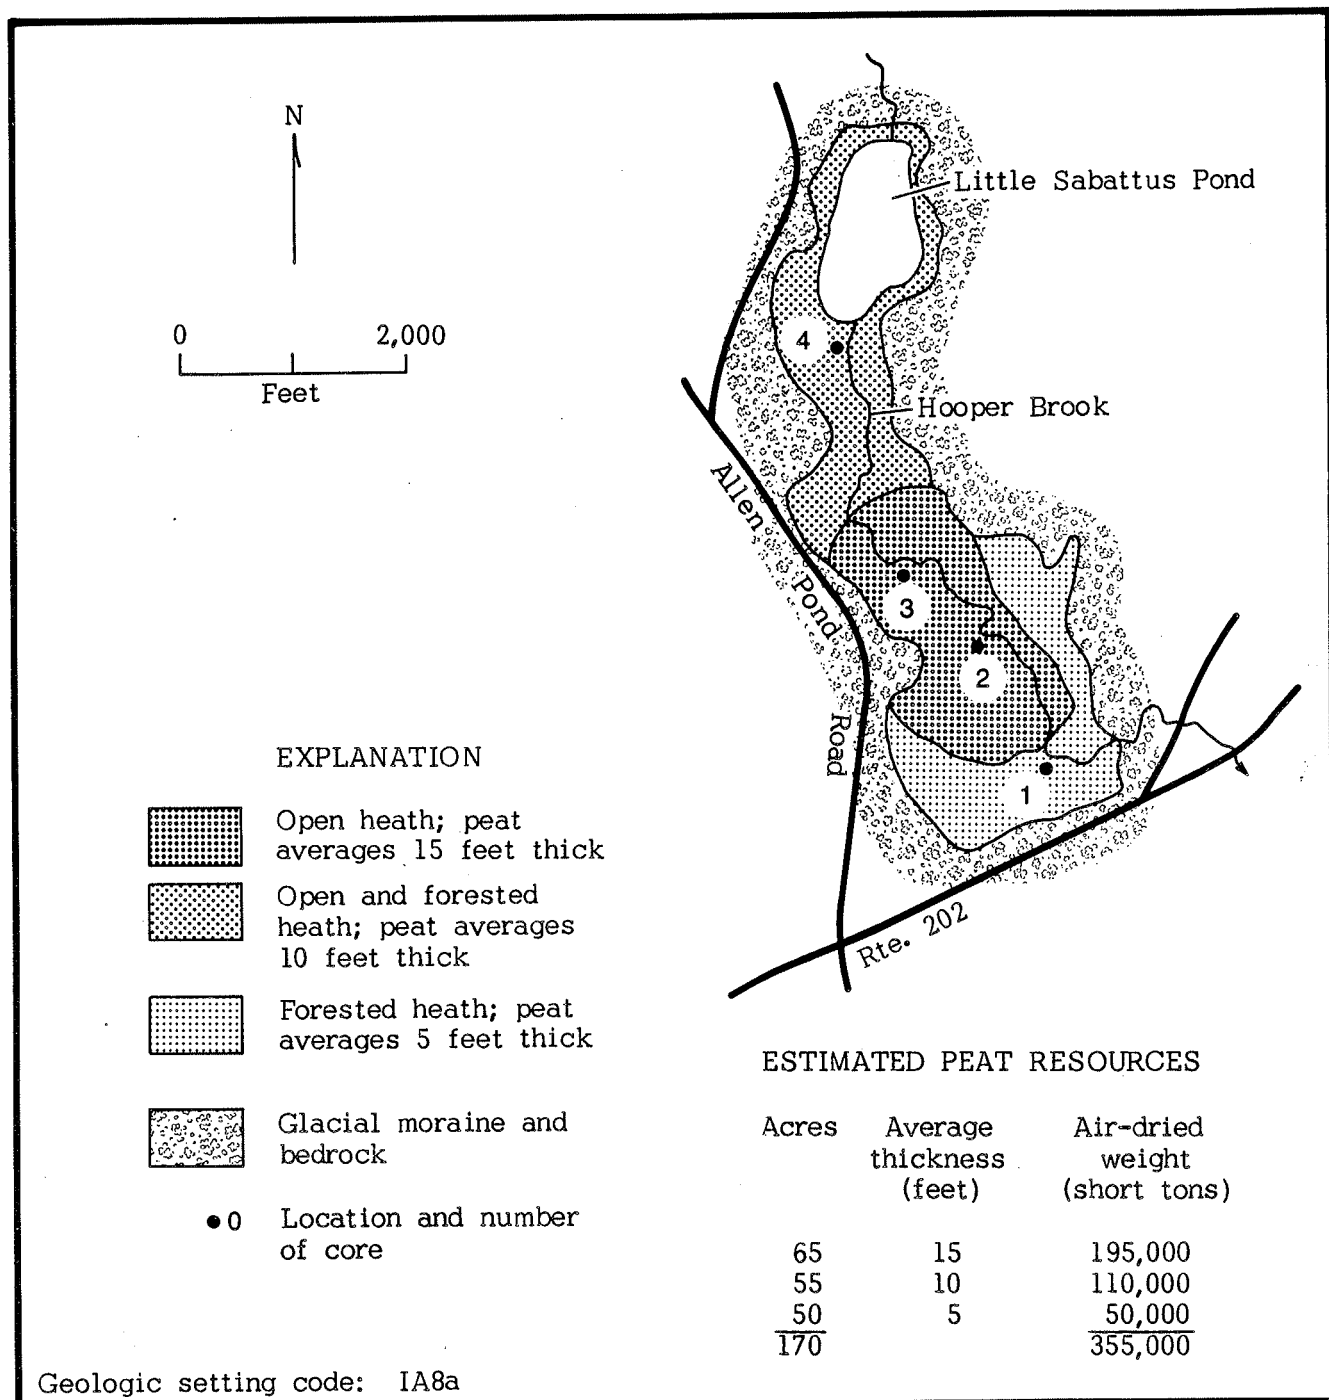 N
0 2,000
Feet
Little Sabattus Pond
4
Hooper Brook
Allen Pond Road
3
2
1
Rte. 202
EXPLANATION
Open heath; peat
averages 15 feet thick
Open and forested
heath; peat averages
10 feet thick
Forested heath; peat
averages 5 feet thick
Glacial moraine and
bedrock
0 Location and number
of core
ESTIMATED PEAT RESOURCES
Acres Average Air-dried
thickness weight
(feet) (short tons)
65 15 195,000
55 10 110,000
50 5 50,000
170 355,000
Geologic setting code: IA8a